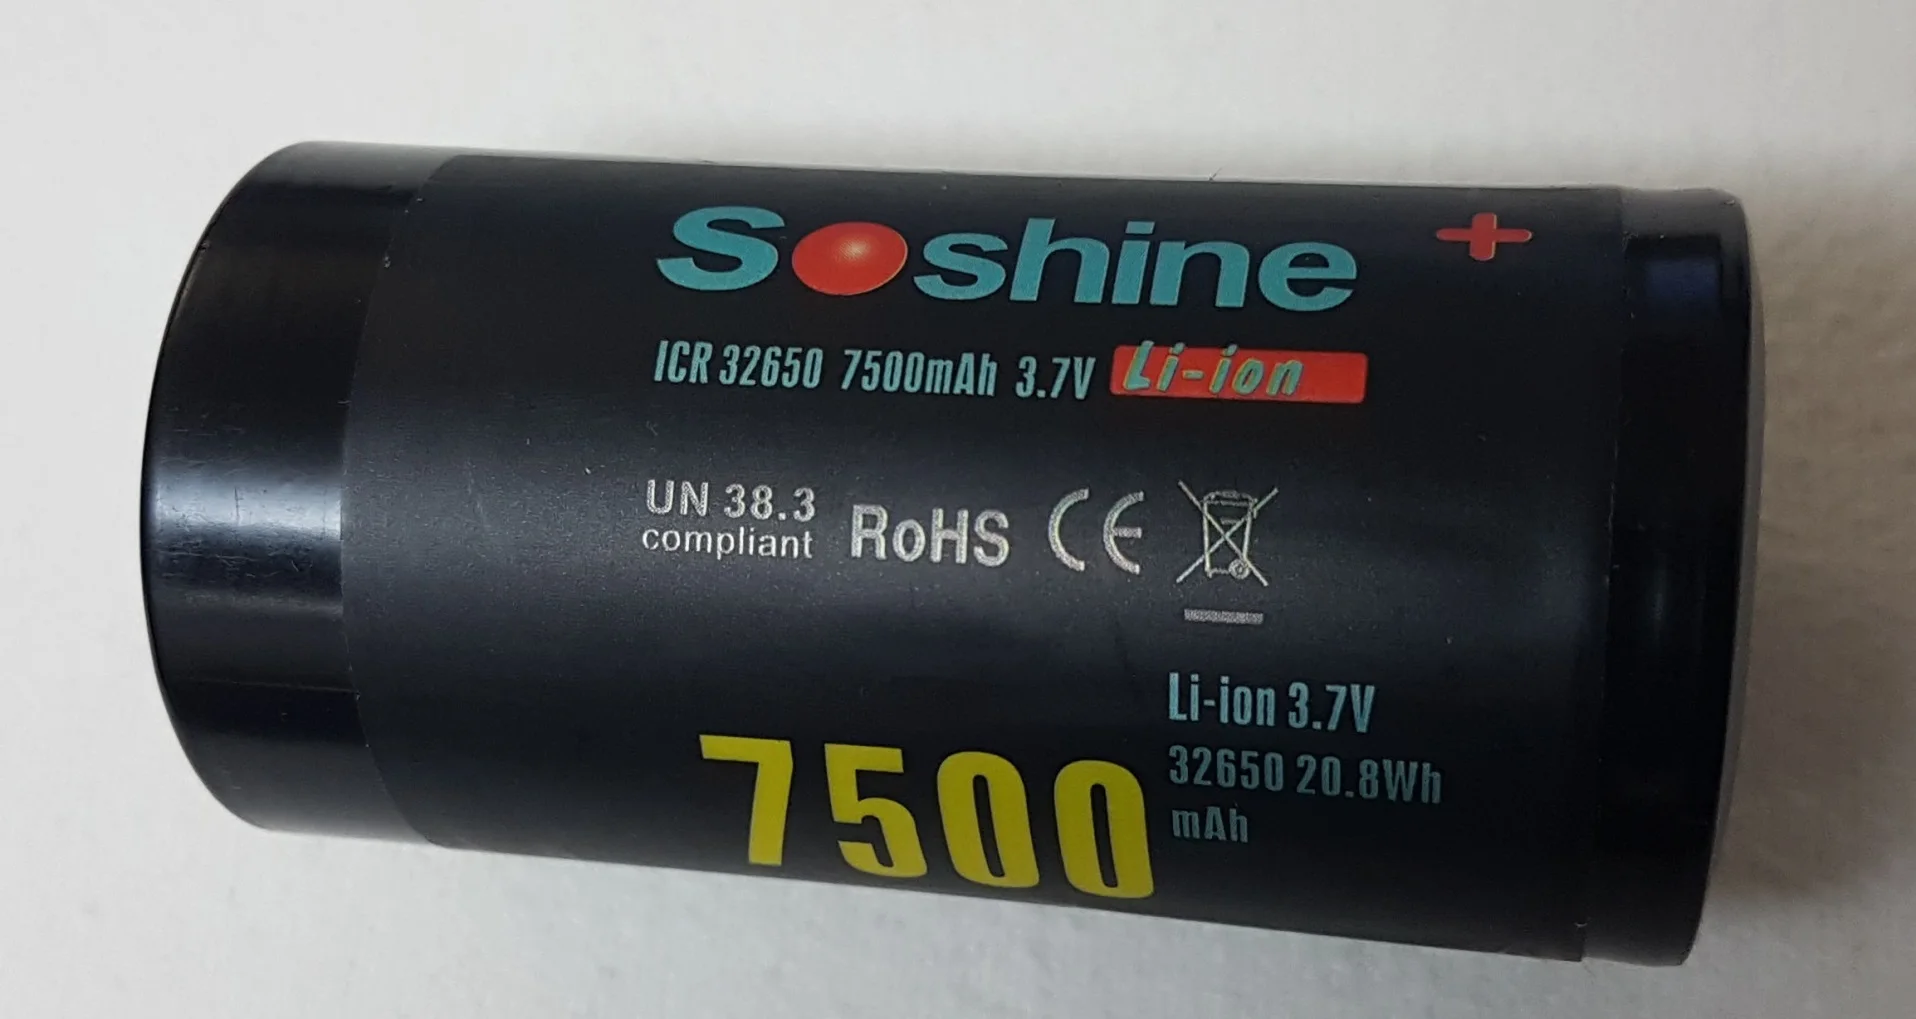 Soshine +
ICR 32650 7500mAh 3.7V Li-ion
UN 38.3
compliant
RoHS CE
Li-ion 3.7V
32650 20.8Wh
7500 mAh